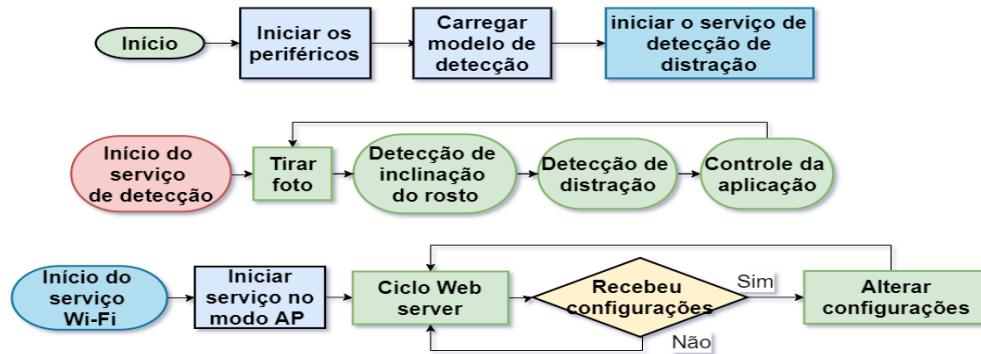 Início
Iniciar os
periféricos
Carregar
modelo de
detecção
iniciar o serviço de
detecção de
distração
Início do
serviço
de detecção
Tirar
foto
Detecção de
inclinação
do rosto
Detecção de
distração
Controle da
aplicação
Início do
serviço
Wi-Fi
Iniciar
serviço no
modo AP
Ciclo Web
server
Recebeu
configurações
Sim
Não
Alterar
configurações